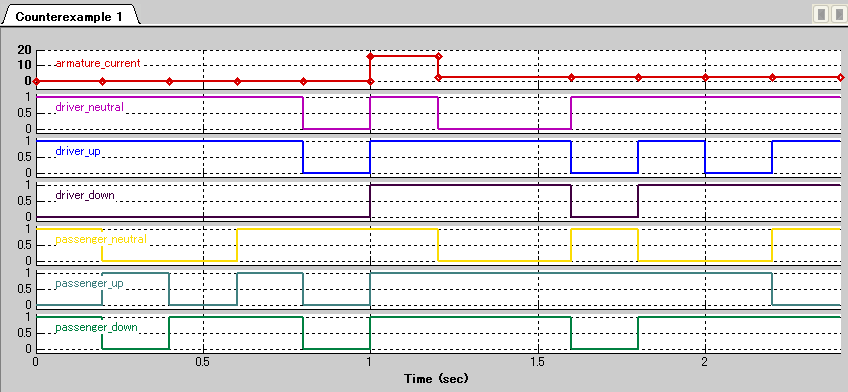 Counterexample 1
20
10
0
armature_current
1
0.5
0
driver_neutral
1
0.5
0
driver_up
1
0.5
0
driver_down
1
0.5
0
passenger_neutral
1
0.5
0
passenger_up
1
0.5
0
passenger_down
0 0.5 1 1.5 2
Time (sec)